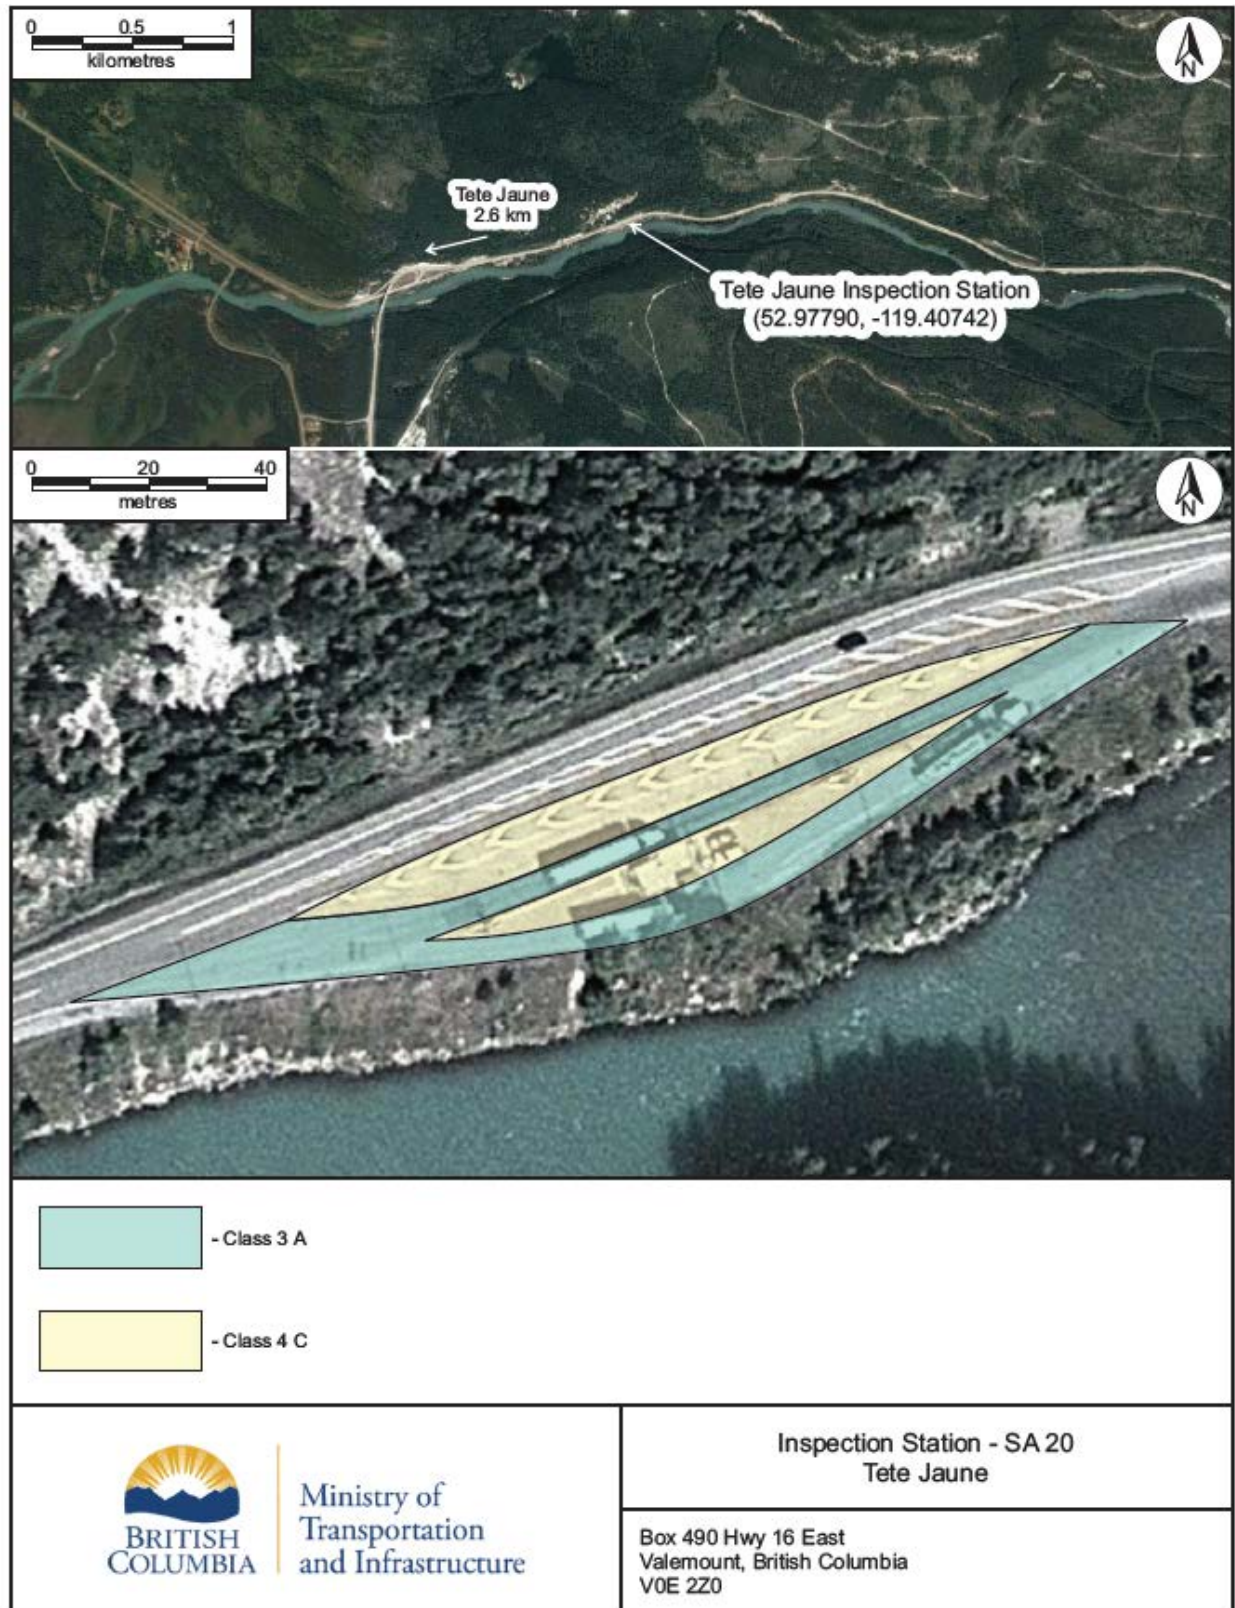 0 0.5 1
kilometres
N
Tete Jaune
2.6 km
Tete Jaune Inspection Station
(52.97790, -119.40742)
0 20 40
metres
N
- Class 3 A
- Class 4 C
BRITISH
COLUMBIA
Ministry of
Transportation
and Infrastructure
Inspection Station - SA 20
Tete Jaune
Box 490 Hwy 16 East
Valemount, British Columbia
V0E 2Z0